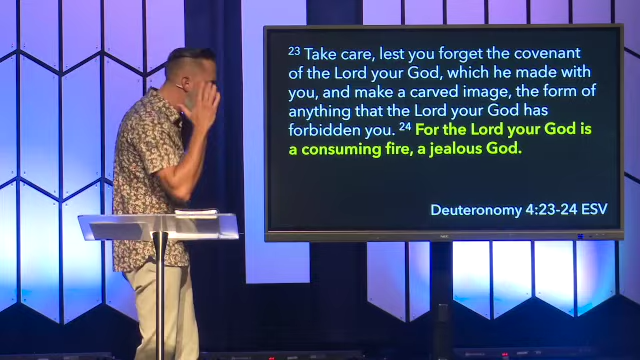 23 Take care, lest you forget the covenant
of the Lord your God, which he made with
you, and make a carved image, the form of
anything that the Lord your God has
forbidden you. 24 For the Lord your God is
a consuming fire, a jealous God.
Deuteronomy 4:23-24 ESV